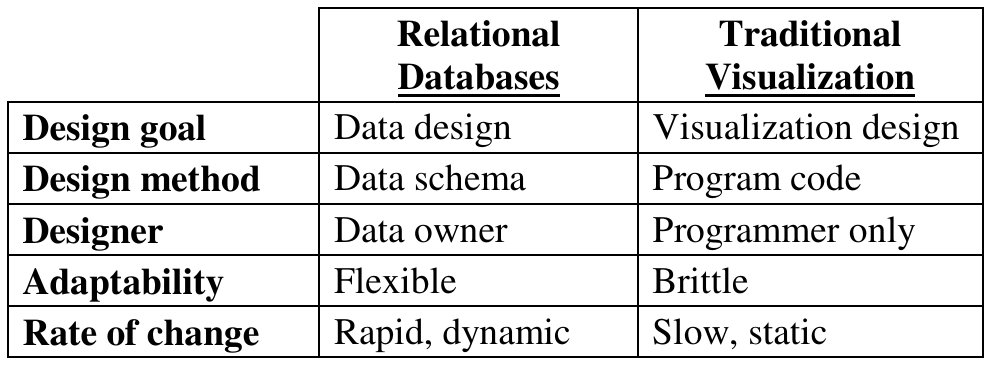 Relational Databases | Traditional Visualization
Design goal | Data design | Visualization design
Design method | Data schema | Program code
Designer | Data owner | Programmer only
Adaptability | Flexible | Brittle
Rate of change | Rapid, dynamic | Slow, static